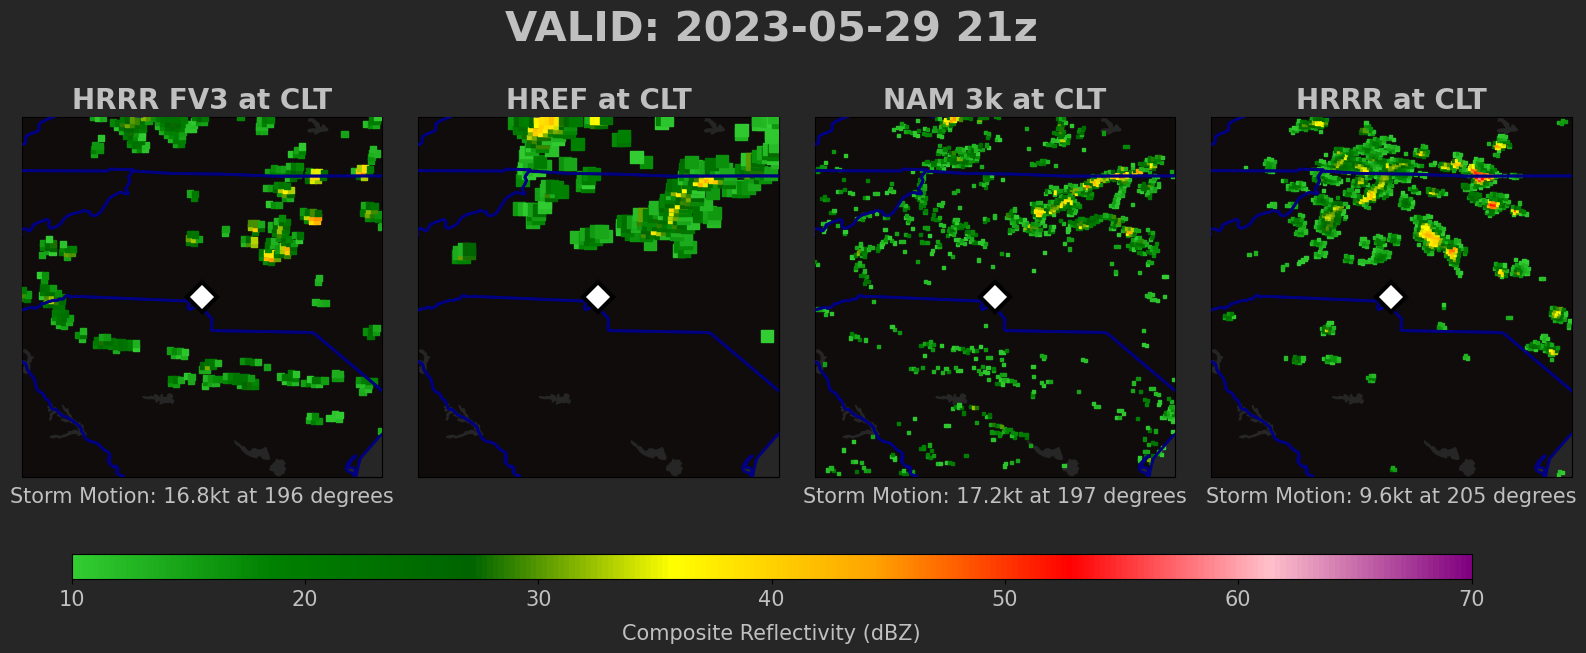 VALID: 2023-05-29 21z
HRRR FV3 at CLT
HREF at CLT
NAM 3k at CLT
HRRR at CLT
Storm Motion: 16.8kt at 196 degrees
Storm Motion: 17.2kt at 197 degrees
Storm Motion: 9.6kt at 205 degrees
10 20 30 40 50 60 70
Composite Reflectivity (dBZ)